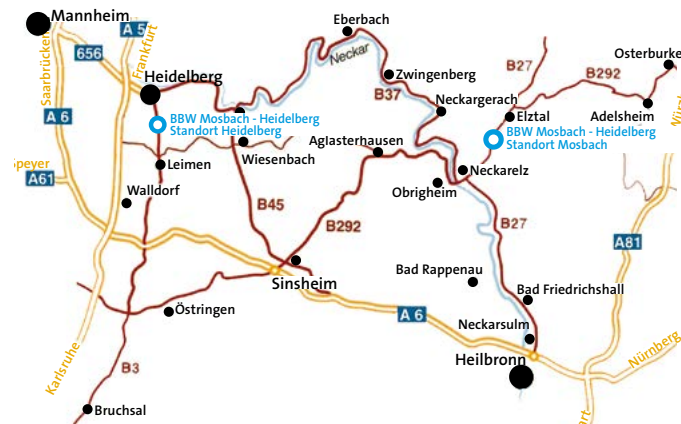 Mannheim
Eberbach
A 5
Frankfurt
656
Saarbrücken
Neckar
Osterburke
B27
B292
Zwingenberg
Heidelberg
B37
Neckargerach
Adelsheim
A 6
Elztal
BBW Mosbach - Heidelberg
Standort Heidelberg
BBW Mosbach - Heidelberg
Standort Mosbach
Aglasterhausen
Wiesenbach
Speyer
Leimen
Neckarelz
A61
Obrigheim
Walldorf
B45
B292
B27
A81
Bad Rappenau
Sinsheim
Bad Friedrichshall
Östringen
A 6
Neckarsulm
Heilbronn
Nürnberg
Karlsruhe
B3
Bruchsal